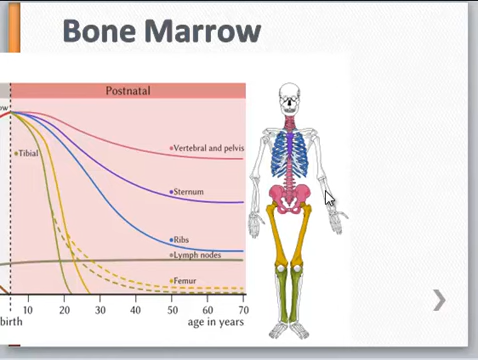 Bone Marrow
Postnatal
Tibial
Vertebral and pelvis
Sternum
Ribs
Lymph nodes
Femur
10 20 30 40 50 60 70
birth
age in years